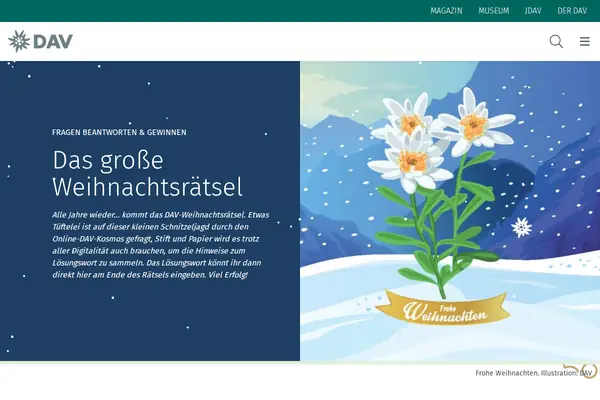 MAGAZIN MUSEUM JDAV DER DAV
DAV
FRAGEN BEANTWORTEN & GEWINNEN
Das große
Weihnachtsrätsel
Alle Jahre wieder... kommt das DAV-Weihnachtsrätsel. Etwas
Tüftelei ist auf dieser kleinen Schnitzeljagd durch den
Online-DAV-Kosmos gefragt, Stift und Papier wird es trotz
aller Digitalität auch brauchen, um die Hinweise zum
Lösungswort zu sammeln. Das Lösungswort könnt ihr dann
direkt hier am Ende des Rätsels eingeben. Viel Erfolg!
Frohe
Weihnachten
Frohe Weihnachten. Illustration: DAV